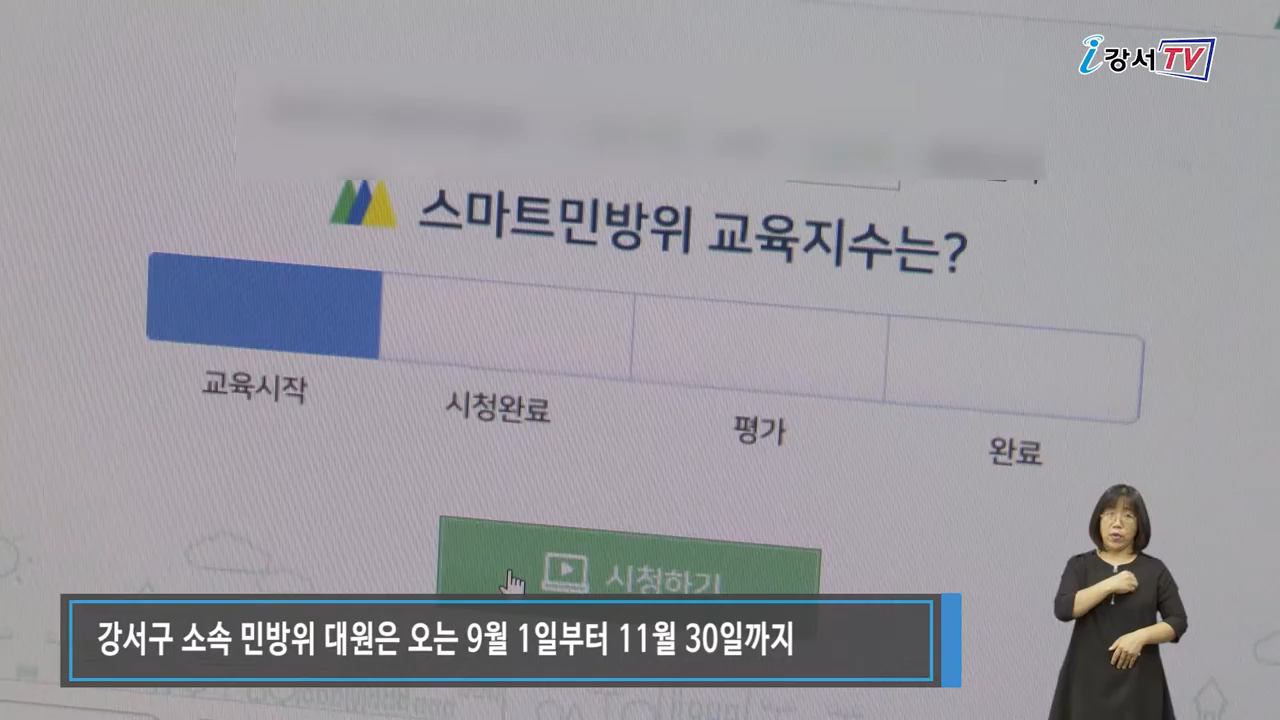 i강서TV
스마트민방위 교육지수는?
교육시작
시청완료
평가
완료
시청하기
강서구 소속 민방위 대원은 오는 9월 1일부터 11월 30일까지